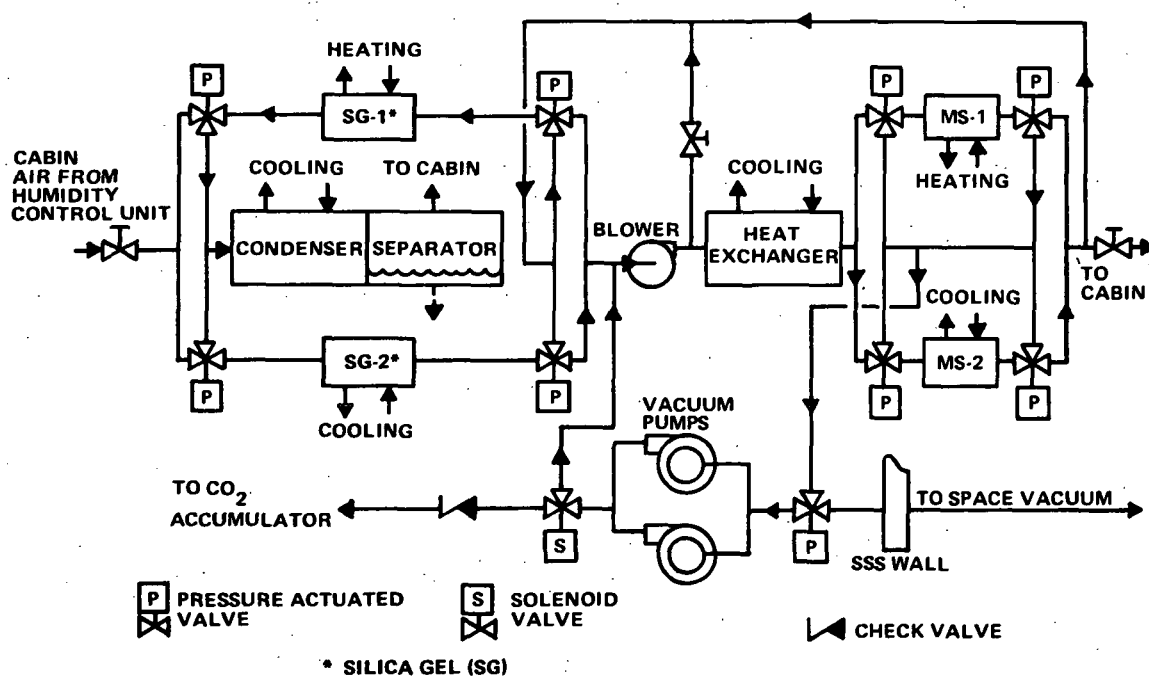 HEATING
P
P
P
P
SG-1*
MS-1
CABIN
AIR FROM
HUMIDITY
CONTROL UNIT
COOLING
TO CABIN
COOLING
HEATING
BLOWER
CONDENSER
SEPARATOR
HEAT
EXCHANGER
TO
CABIN
COOLING
SG-2*
MS-2
P
P
P
P
COOLING
VACUUM
PUMPS
TO CO₂
ACCUMULATOR
TO SPACE VACUUM
S
P
SSS WALL
P
PRESSURE ACTUATED
VALVE
S
SOLENOID
VALVE
CHECK VALVE
* SILICA GEL (SG)